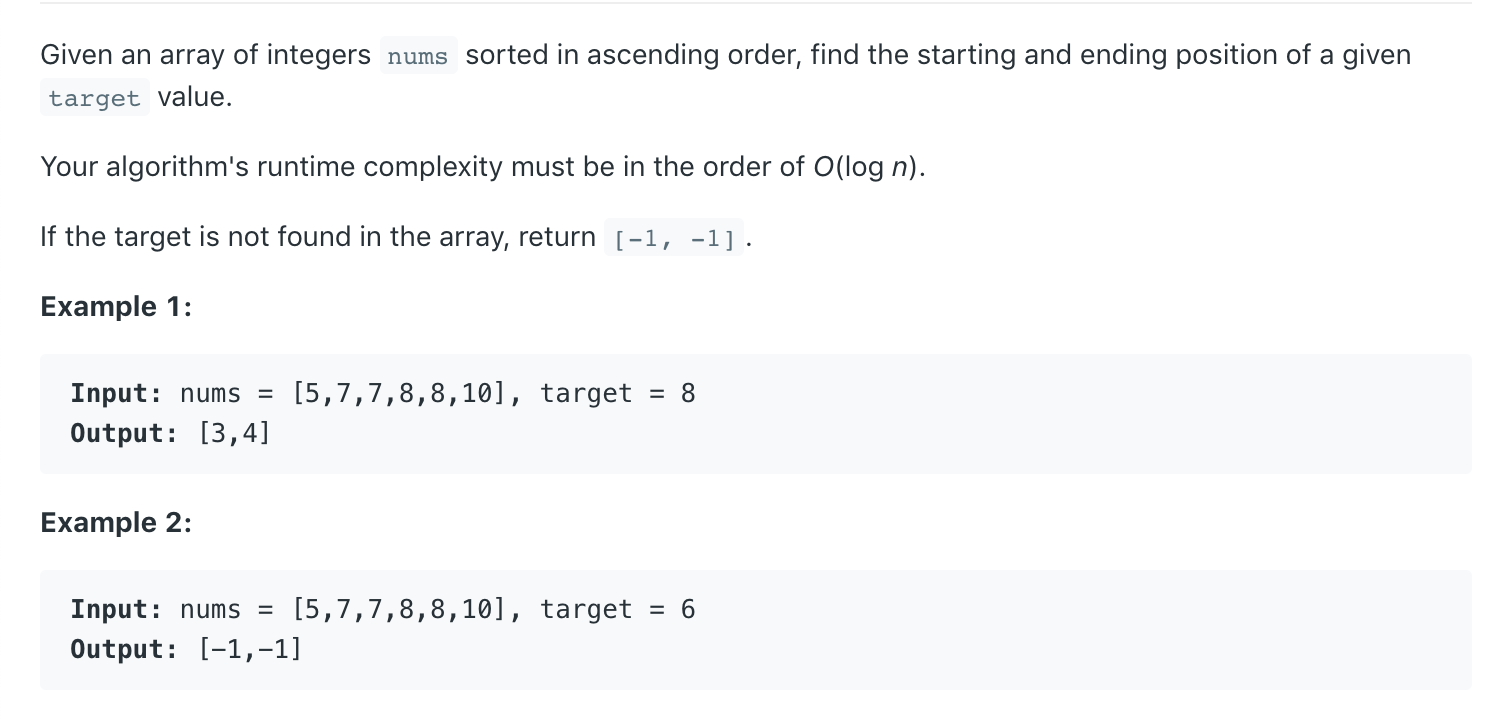 Given an array of integers nums sorted in ascending order, find the starting and ending position of a given
target value.
Your algorithm's runtime complexity must be in the order of O(log n).
If the target is not found in the array, return [-1, -1].
Example 1:
Input: nums = [5,7,7,8,8,10], target = 8
Output: [3,4]
Example 2:
Input: nums = [5,7,7,8,8,10], target = 6
Output: [-1,-1]